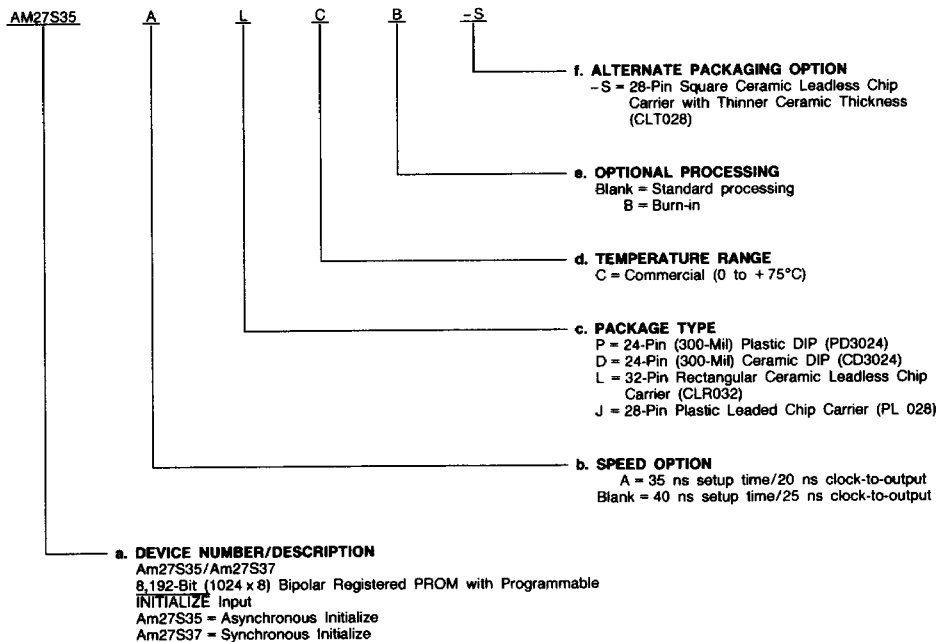 AM27S35 A L C B -S
f. ALTERNATE PACKAGING OPTION
-S = 28-Pin Square Ceramic Leadless Chip
Carrier with Thinner Ceramic Thickness
(CLT028)
e. OPTIONAL PROCESSING
Blank = Standard processing
B = Burn-in
d. TEMPERATURE RANGE
C = Commercial (0 to +75°C)
c. PACKAGE TYPE
P = 24-Pin (300-Mil) Plastic DIP (PD3024)
D = 24-Pin (300-Mil) Ceramic DIP (CD3024)
L = 32-Pin Rectangular Ceramic Leadless Chip
Carrier (CLR032)
J = 28-Pin Plastic Leaded Chip Carrier (PL 028)
b. SPEED OPTION
A = 35 ns setup time/20 ns clock-to-output
Blank = 40 ns setup time/25 ns clock-to-output
a. DEVICE NUMBER/DESCRIPTION
Am27S35/Am27S37
8,192-Bit (1024 x 8) Bipolar Registered PROM with Programmable
INITIALIZE Input
Am27S35 = Asynchronous Initialize
Am27S37 = Synchronous Initialize